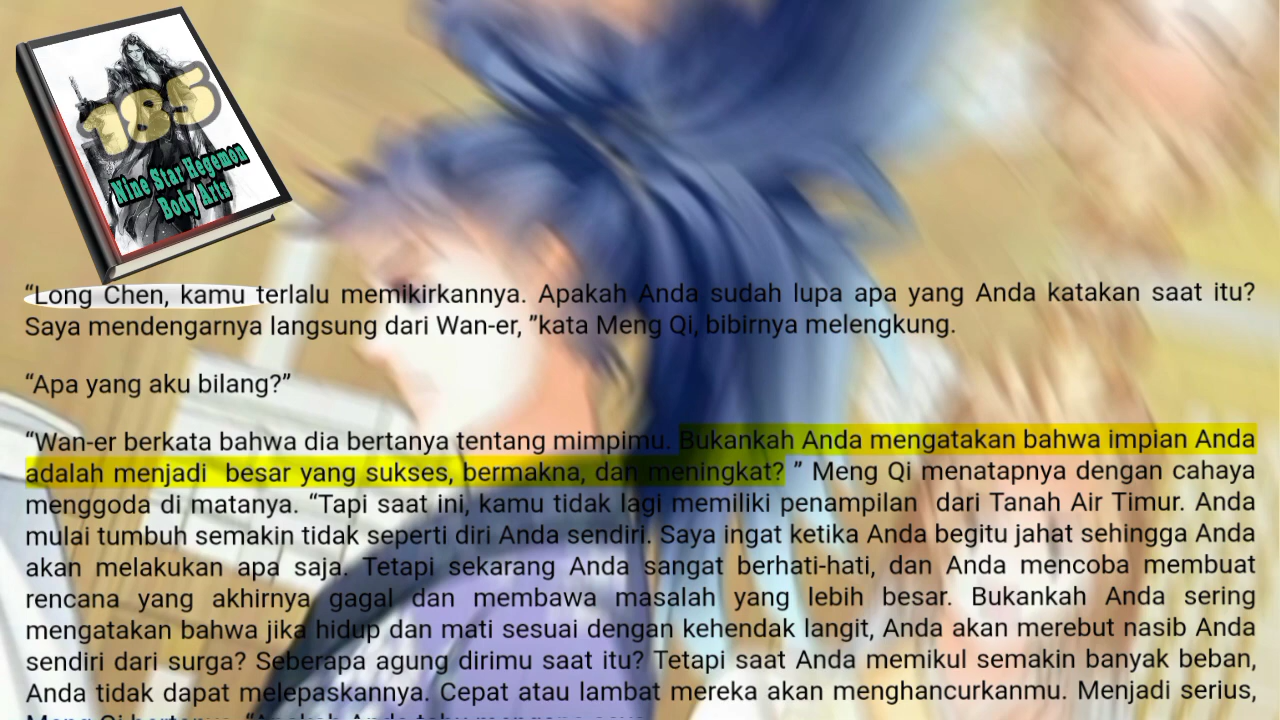 185
Nine Star Hegemon
Body Arts
“Long Chen, kamu terlalu memikirkannya. Apakah Anda sudah lupa apa yang Anda katakan saat itu?
Saya mendengarnya langsung dari Wan-er, ”kata Meng Qi, bibirnya melengkung.
“Apa yang aku bilang?”
“Wan-er berkata bahwa dia bertanya tentang mimpimu. Bukankah Anda mengatakan bahwa impian Anda
adalah menjadi besar yang sukses, bermakna, dan meningkat? ” Meng Qi menatapnya dengan cahaya
menggoda di matanya. “Tapi saat ini, kamu tidak lagi memiliki penampilan dari Tanah Air Timur. Anda
mulai tumbuh semakin tidak seperti diri Anda sendiri. Saya ingat ketika Anda begitu jahat sehingga Anda
akan melakukan apa saja. Tetapi sekarang Anda sangat berhati-hati, dan Anda mencoba membuat
rencana yang akhirnya gagal dan membawa masalah yang lebih besar. Bukankah Anda sering
mengatakan bahwa jika hidup dan mati sesuai dengan kehendak langit, Anda akan merebut nasib Anda
sendiri dari surga? Seberapa agung dirimu saat itu? Tetapi saat Anda memikul semakin banyak beban,
Anda tidak dapat melepaskannya. Cepat atau lambat mereka akan menghancurkanmu. Menjadi serius,